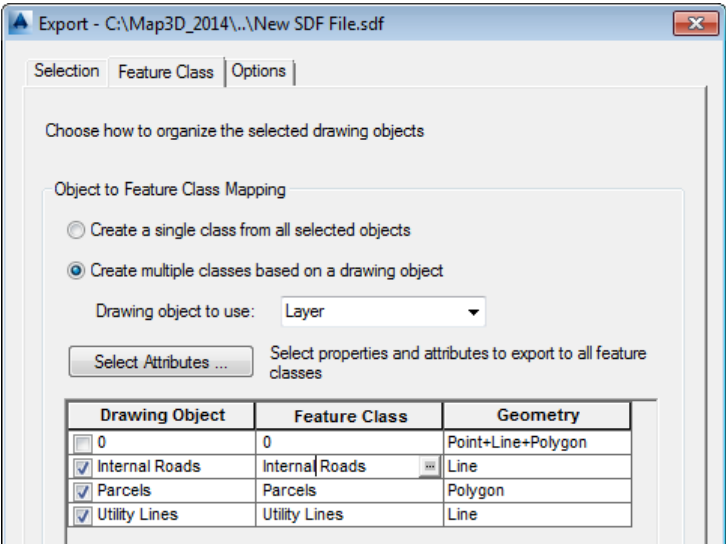 Export - C:\Map3D_2014\..\New SDF File.sdf
Selection Feature Class Options
Choose how to organize the selected drawing objects
Object to Feature Class Mapping
Create a single class from all selected objects
Create multiple classes based on a drawing object
Drawing object to use: Layer
Select Attributes ... Select properties and attributes to export to all feature
classes
Drawing Object Feature Class Geometry
0 0 Point+Line+Polygon
Internal Roads Internal Roads ... Line
Parcels Parcels Polygon
Utility Lines Utility Lines Line